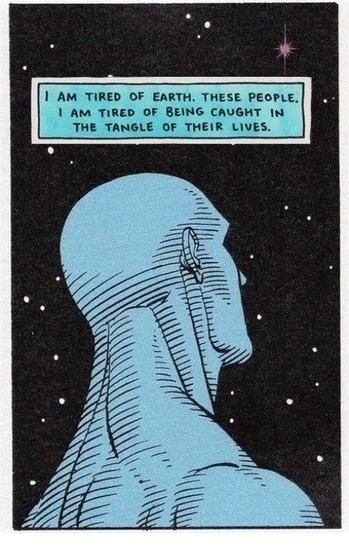 I AM TIRED OF EARTH. THESE PEOPLE.
I AM TIRED OF BEING CAUGHT IN
THE TANGLE OF THEIR LIVES.